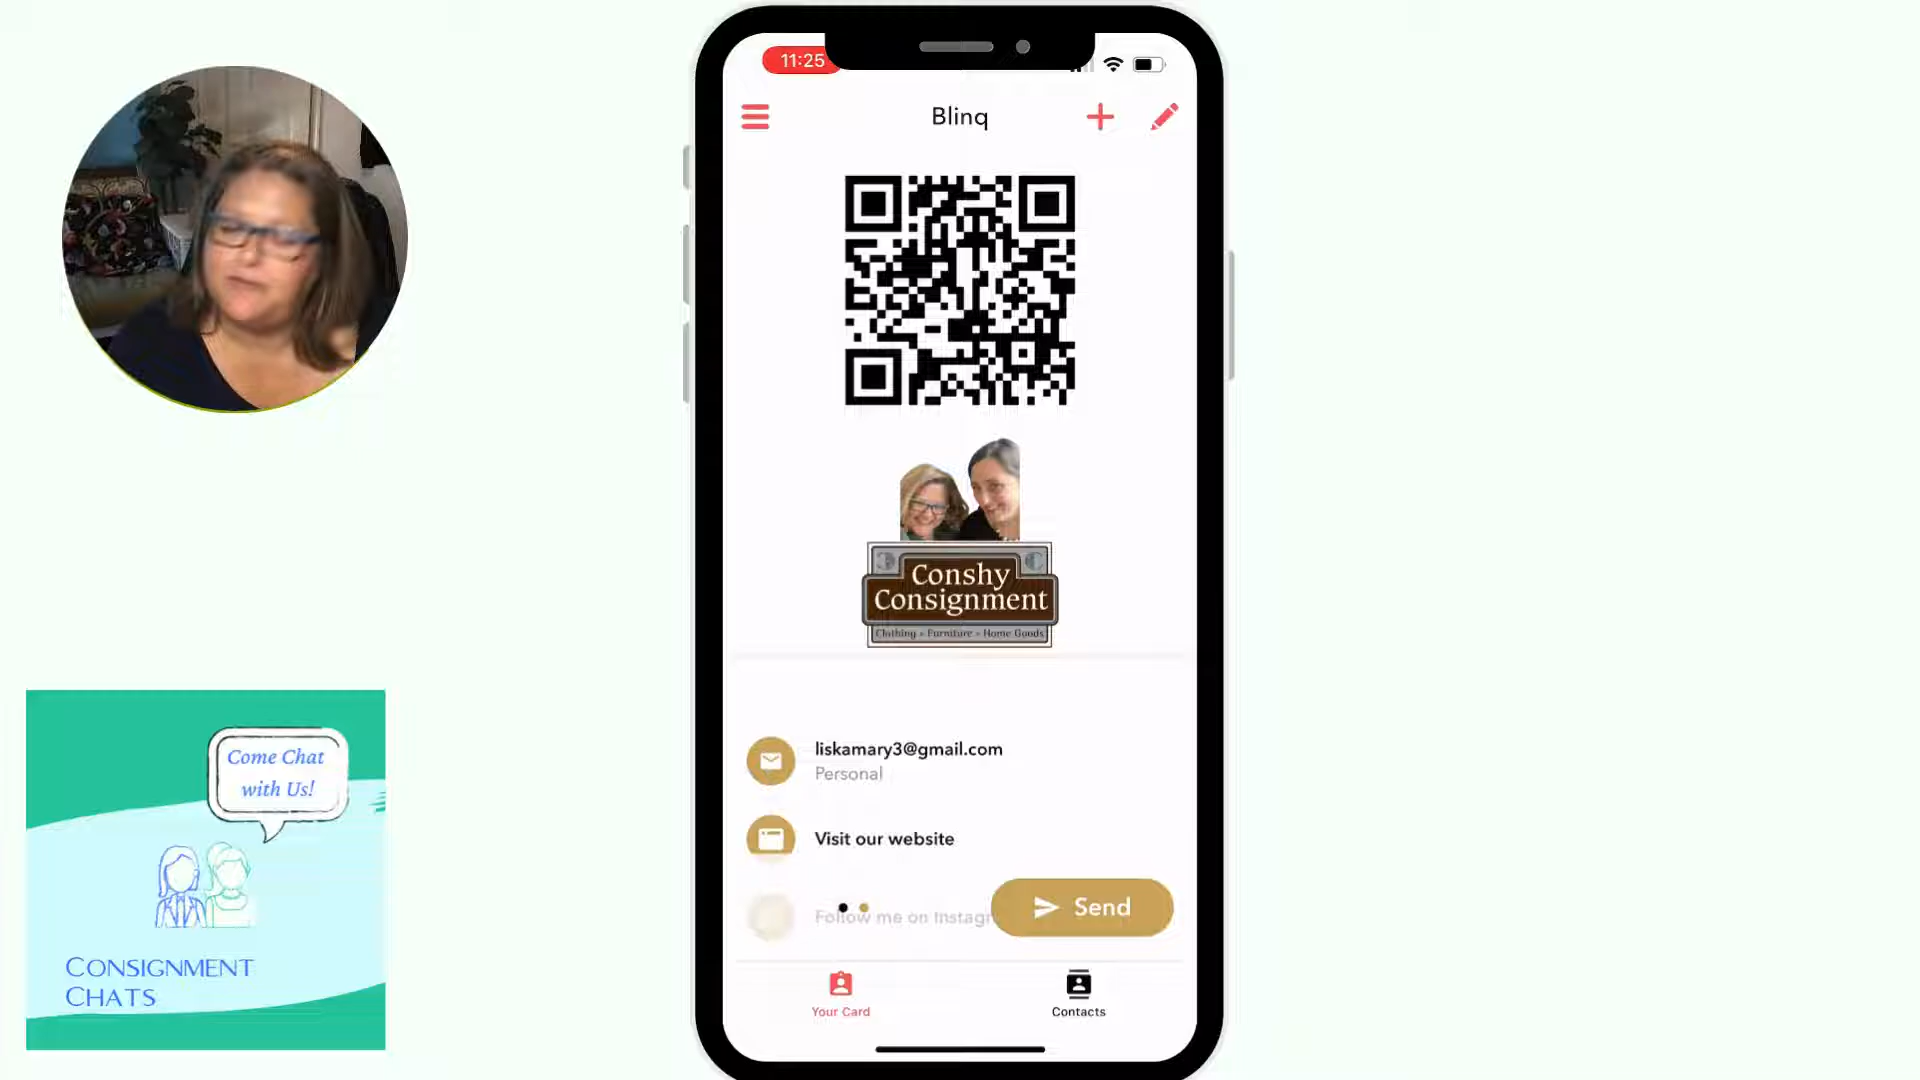 11:25
Blinq
Conshy
Consignment
Clothing - Furniture - Home Goods
liskamary3@gmail.com
Personal
Visit our website
Follow me on Instagr
Send
Your Card
Contacts
Come Chat
with Us!
CONSIGNMENT
CHATS